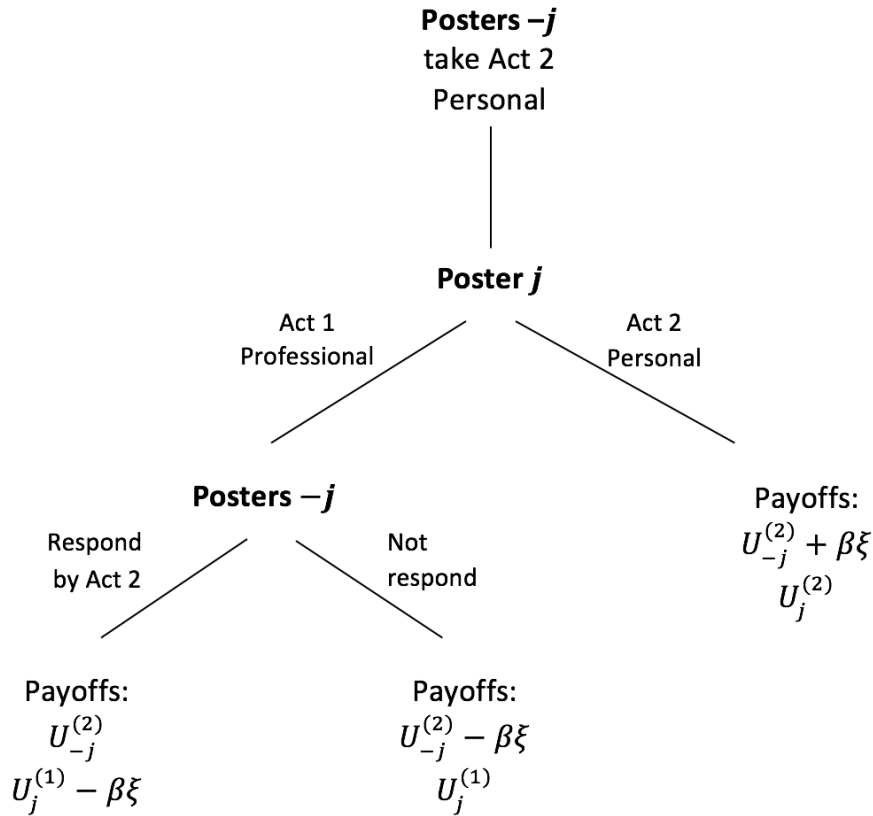 Posters −j
take Act 2
Personal
Poster j
Act 1
Professional
Act 2
Personal
Posters −j
Respond
by Act 2
Not
respond
Payoffs:
U_{-j}^{(2)} + βξ
U_j^{(2)}
Payoffs:
U_{-j}^{(2)}
U_j^{(1)} − βξ
Payoffs:
U_{-j}^{(2)} − βξ
U_j^{(1)}